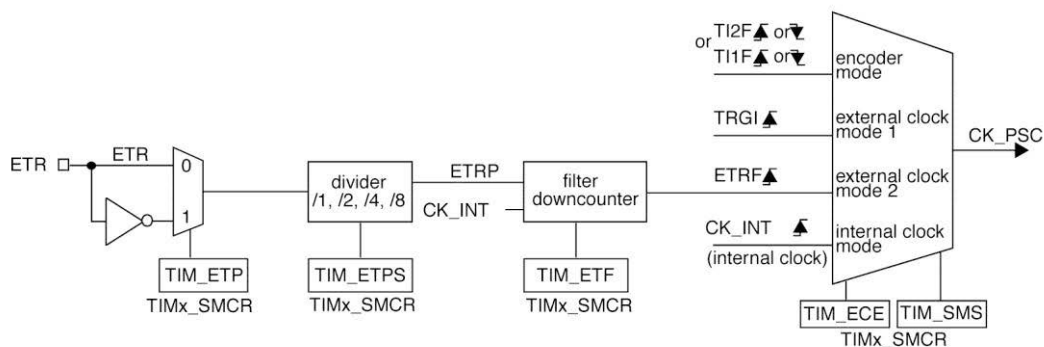 or TI2F or
TI1F or
encoder
mode
TRGI
external clock
mode 1
CK_PSC
ETR
ETR
0
1
divider
/1, /2, /4, /8
ETRP
CK_INT
filter
downcounter
ETRF
external clock
mode 2
CK_INT
(internal clock)
internal clock
mode
TIM_ETP
TIMx_SMCR
TIM_ETPS
TIMx_SMCR
TIM_ETF
TIMx_SMCR
TIM_ECE
TIM_SMS
TIMx_SMCR